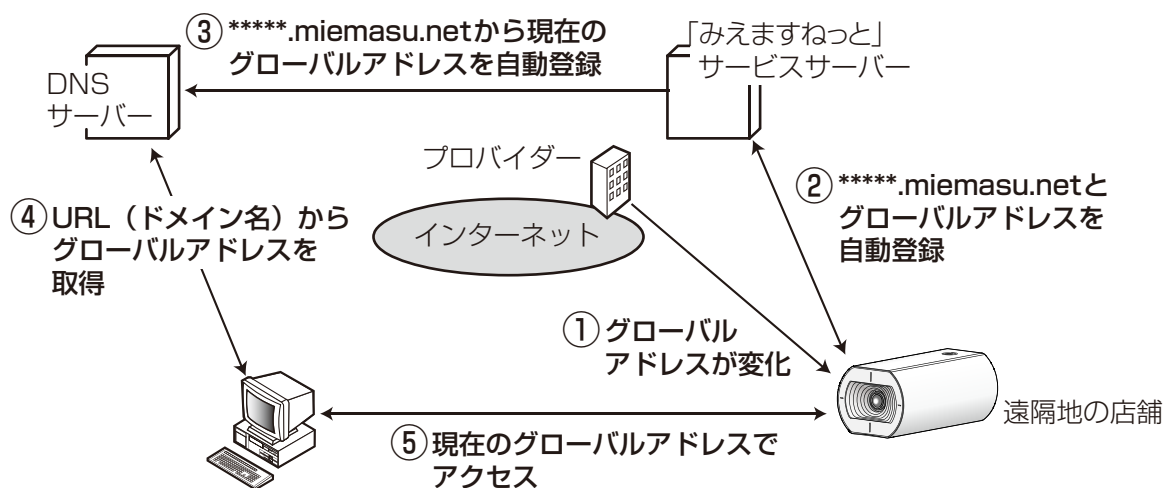 ③*****.miemasu.netから現在の
グローバルアドレスを自動登録
「みえますねっと」
サービスサーバー
DNS
サーバー
プロバイダー
②*****.miemasu.netと
グローバルアドレスを
自動登録
④URL（ドメイン名）から
グローバルアドレスを
取得
インターネット
①グローバル
アドレスが変化
遠隔地の店舗
⑤現在のグローバルアドレスで
アクセス